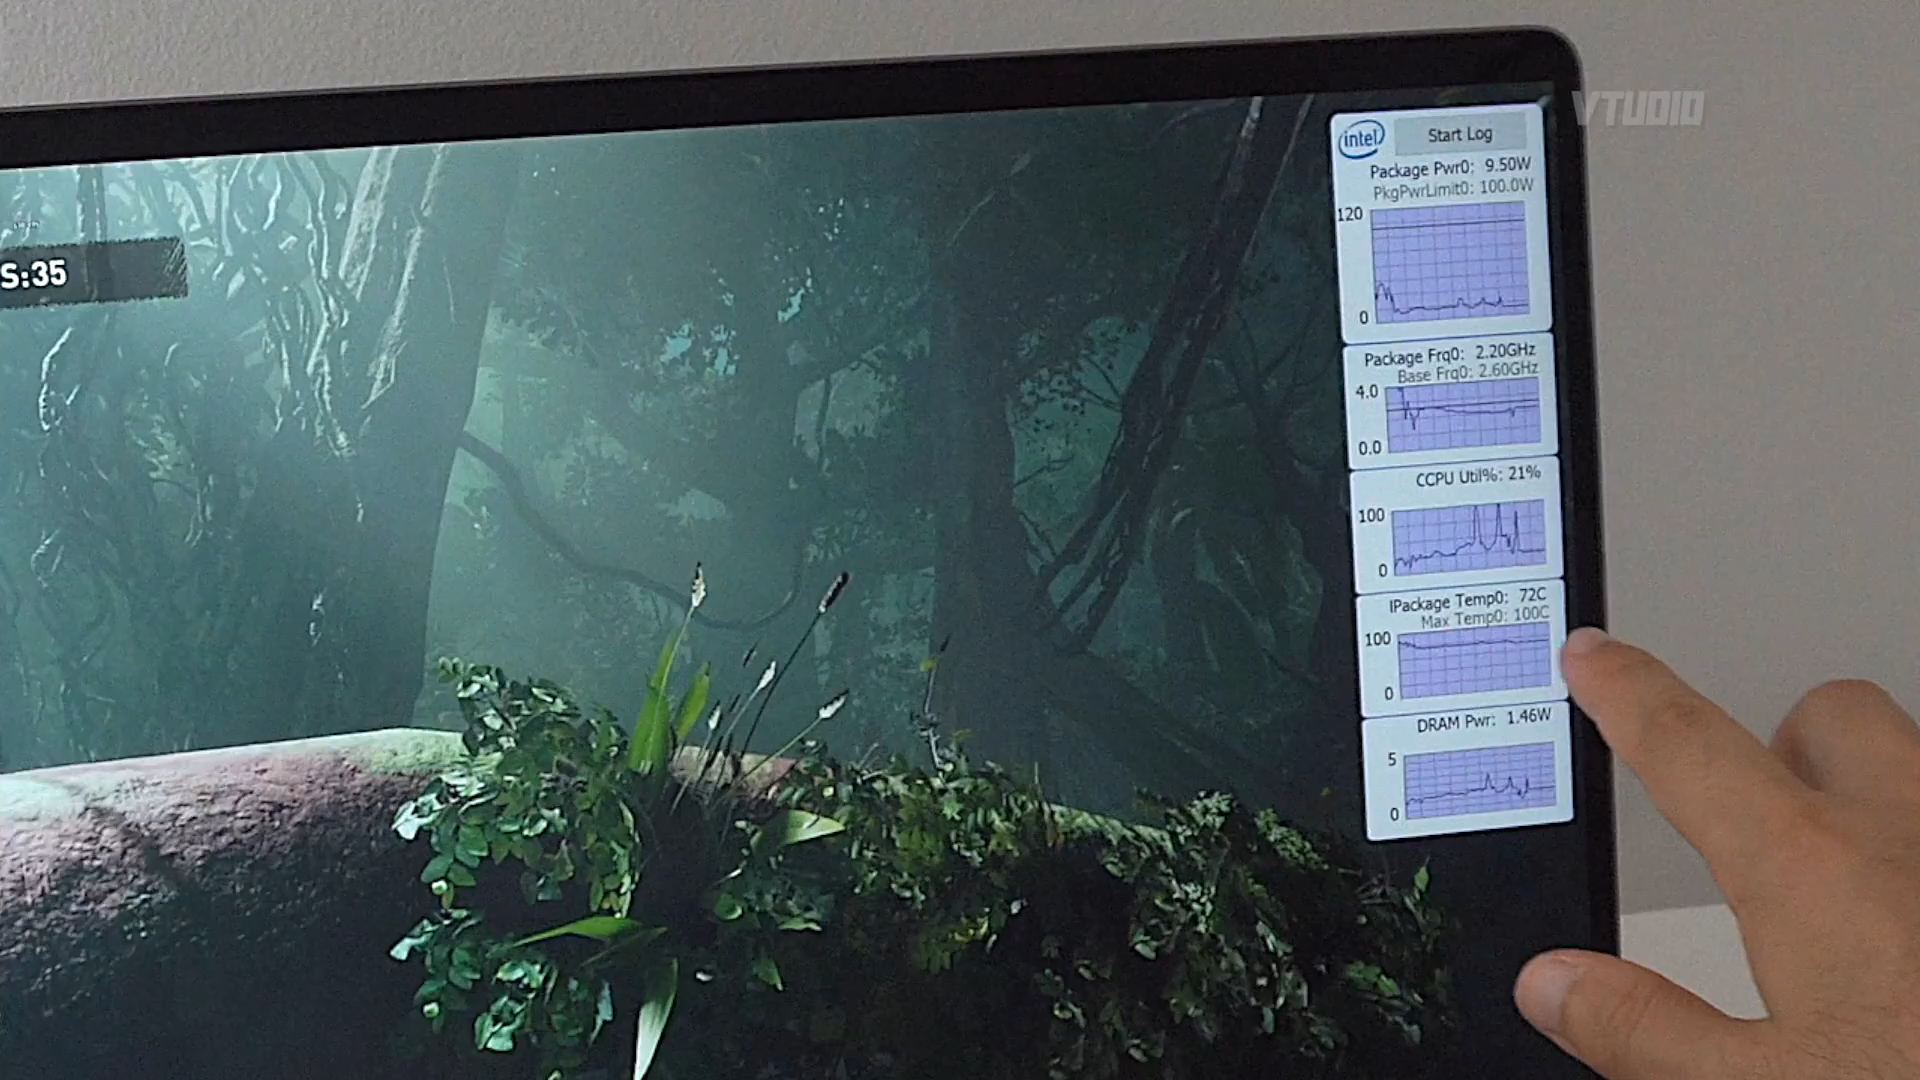 VTUDIO
S:35
intel
Start Log
Package Pwr0: 9.50W
PkgPwrLimit0: 100.0W
120
0
Package Frq0: 2.20GHz
Base Frq0: 2.60GHz
4.0
0.0
CCPU Util%: 21%
100
0
IPackage Temp0: 72C
Max Temp0: 100C
100
0
DRAM Pwr: 1.46W
5
0